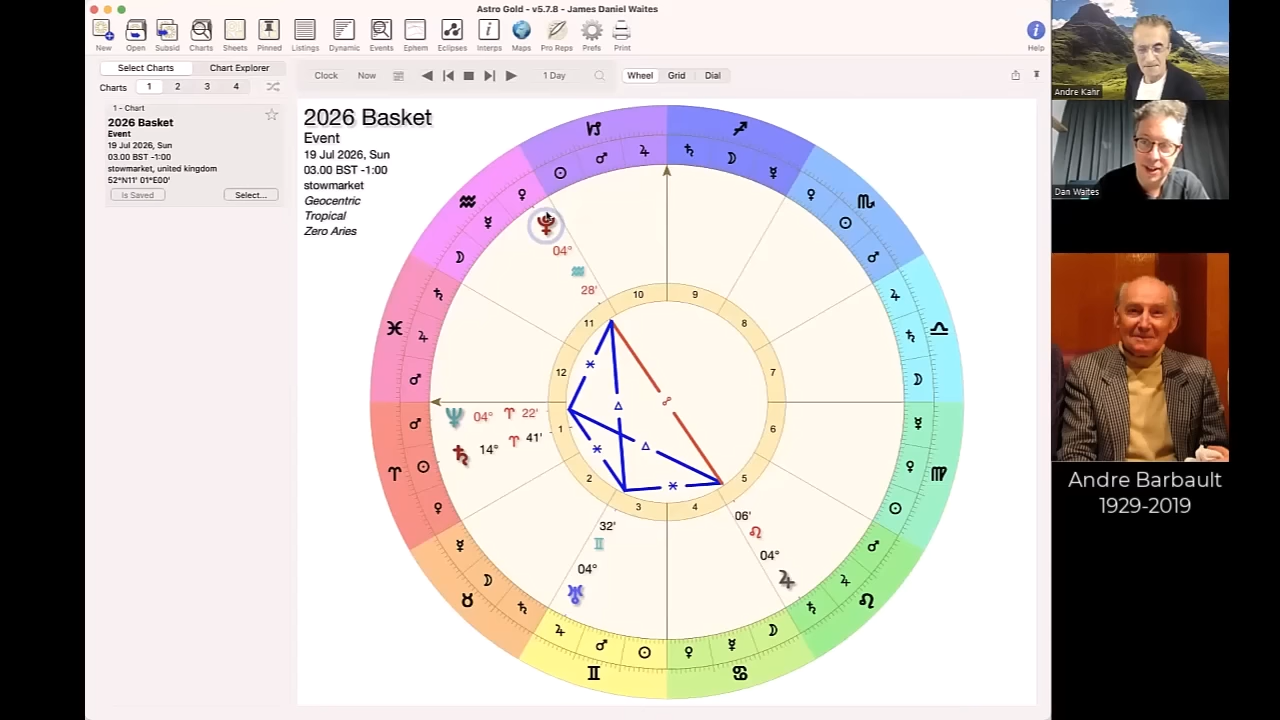 Astro Gold - v5.7.8 - James Daniel Waites
New Open Subsid Charts Sheets Pinned Listings Dynamic Events Ephem Eclipses Interps Maps Pro Reps Prefs Print Help
Select Charts Chart Explorer
Charts 1 2 3 4
Clock Now 1 Day Wheel Grid Dial
1 - Chart
2026 Basket
Event
19 Jul 2026, Sun
03.00 BST -1:00
stowmarket, united kingdom
52°N11' 01°E00'
Is Saved Select...
2026 Basket
Event
19 Jul 2026, Sun
03.00 BST -1:00
stowmarket
Geocentric
Tropical
Zero Aries
♑ ♐
☉ ♂ ♃ ♄ ☽ ☿
♒ ♀ ♀ ♏
☿ ☉
☽ ♂
04°
♒
28'
10 9
11 8
12 7
1 6
2 5
3 4
♄ ♃
♓ ♃ ♄ ♎
♂ ☽
♆ 04° ♈ 22'
♄ 14° ♈ 41'
♂ ☿
♈ ☉ ♀ ♍
♀ ☉
06'
♌
04°
♃
32'
♊
04°
♅
☿ ♂
♉ ☽ ♃ ♌
♄ ♄
♃ ♂ ☉ ♀ ☿ ☽
♊ ♋
Andre Kahr
Dan Waites
Andre Barbault
1929-2019